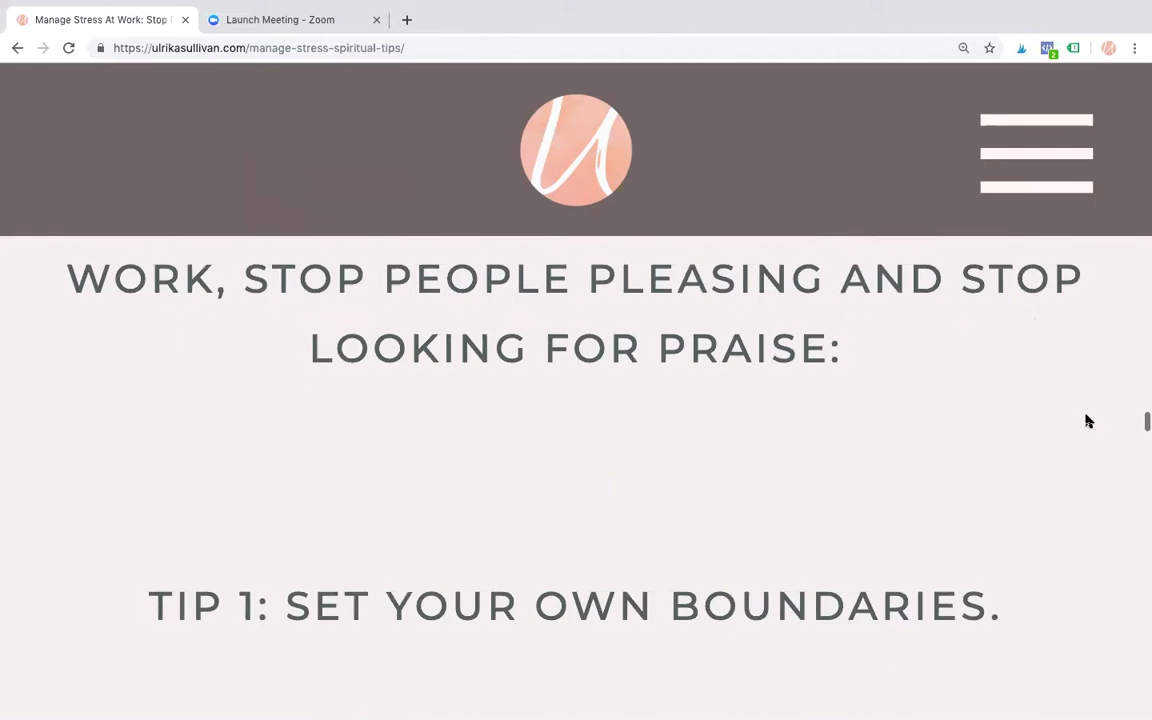 Manage Stress At Work: Stop
Launch Meeting - Zoom
https://ulrikasullivan.com/manage-stress-spiritual-tips/
2
U
WORK, STOP PEOPLE PLEASING AND STOP
LOOKING FOR PRAISE:
TIP 1: SET YOUR OWN BOUNDARIES.